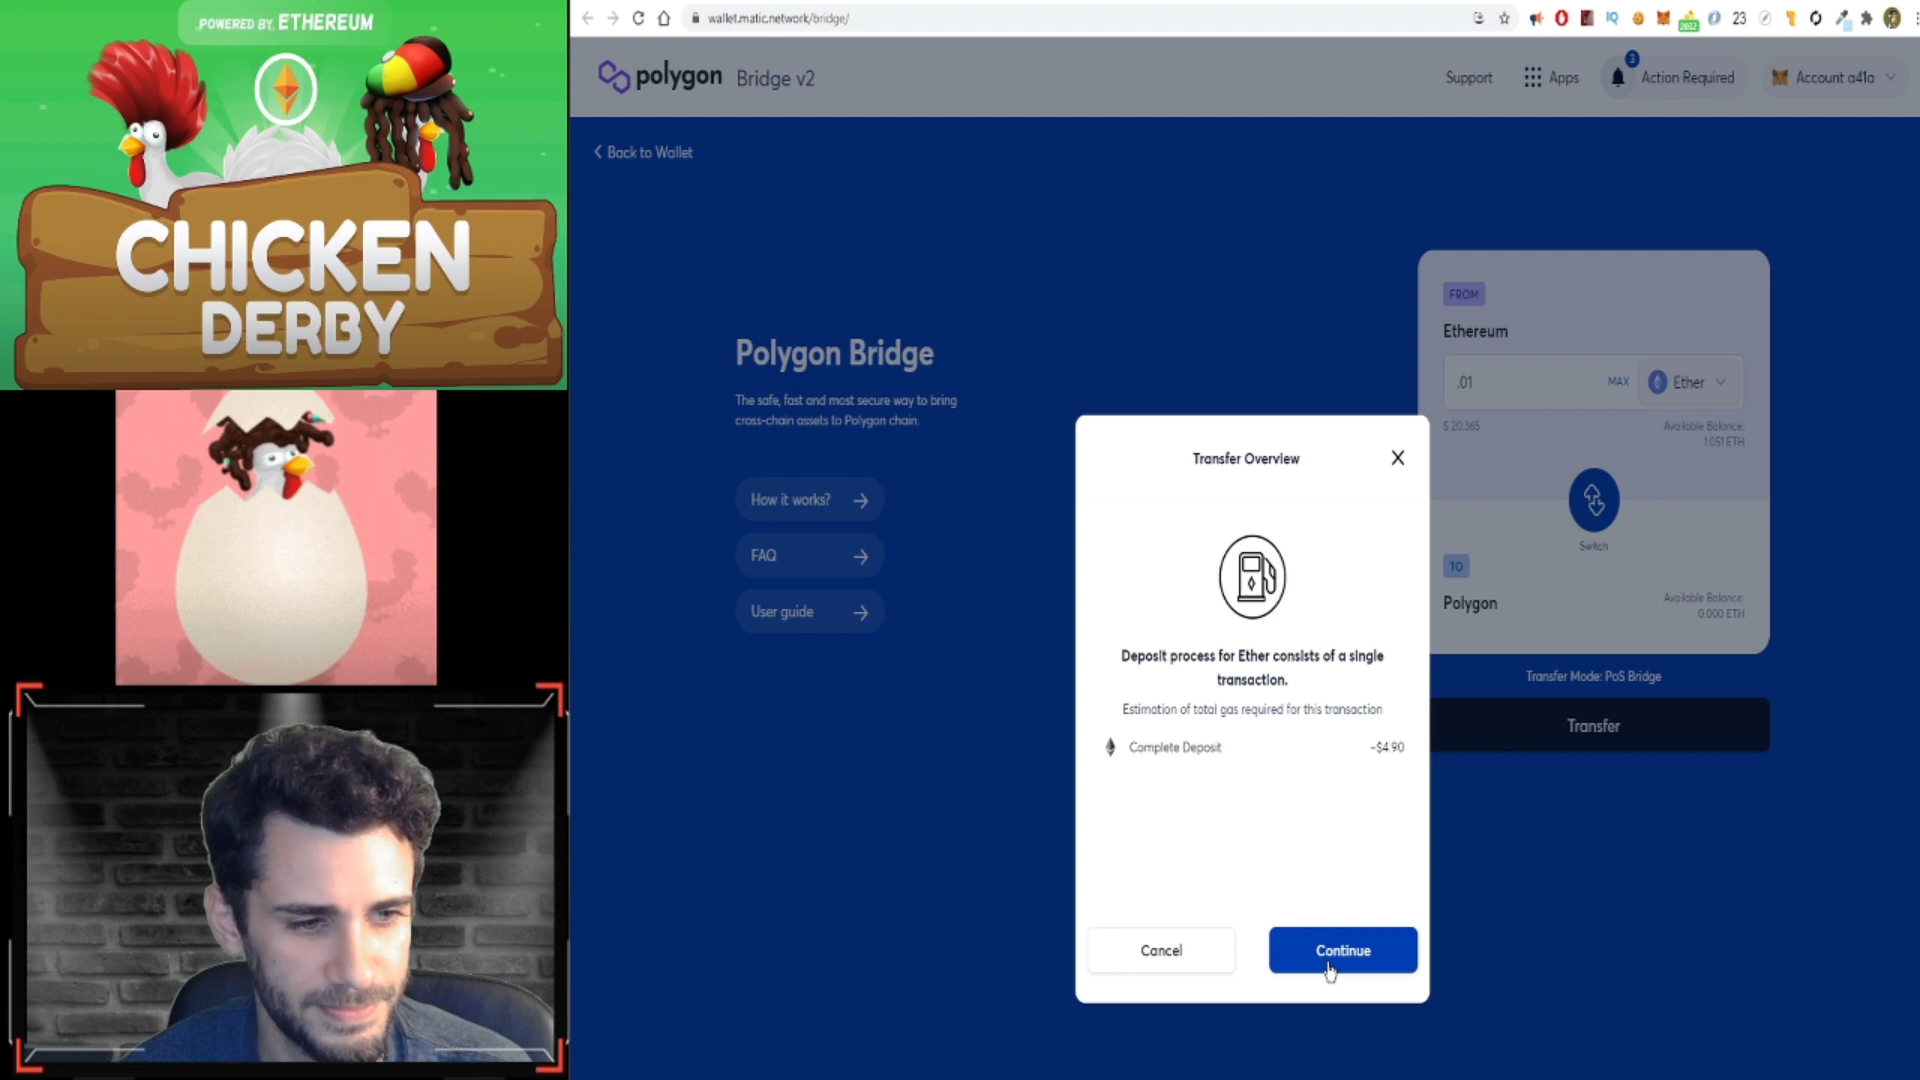 POWERED BY ETHEREUM
CHICKEN
DERBY
wallet.matic.network/bridge/
2032
23
polygon Bridge v2
Support
Apps
3
Action Required
Account a41a
Back to Wallet
Polygon Bridge
The safe, fast and most secure way to bring
cross-chain assets to Polygon chain.
How it works?
FAQ
User guide
FROM
Ethereum
.01
MAX
Ether
$ 20.365
Available Balance:
1.051 ETH
Switch
TO
Polygon
Available Balance:
0.000 ETH
Transfer Mode: PoS Bridge
Transfer
Transfer Overview
X
Deposit process for Ether consists of a single
transaction.
Estimation of total gas required for this transaction
Complete Deposit
~$4.90
Cancel
Continue